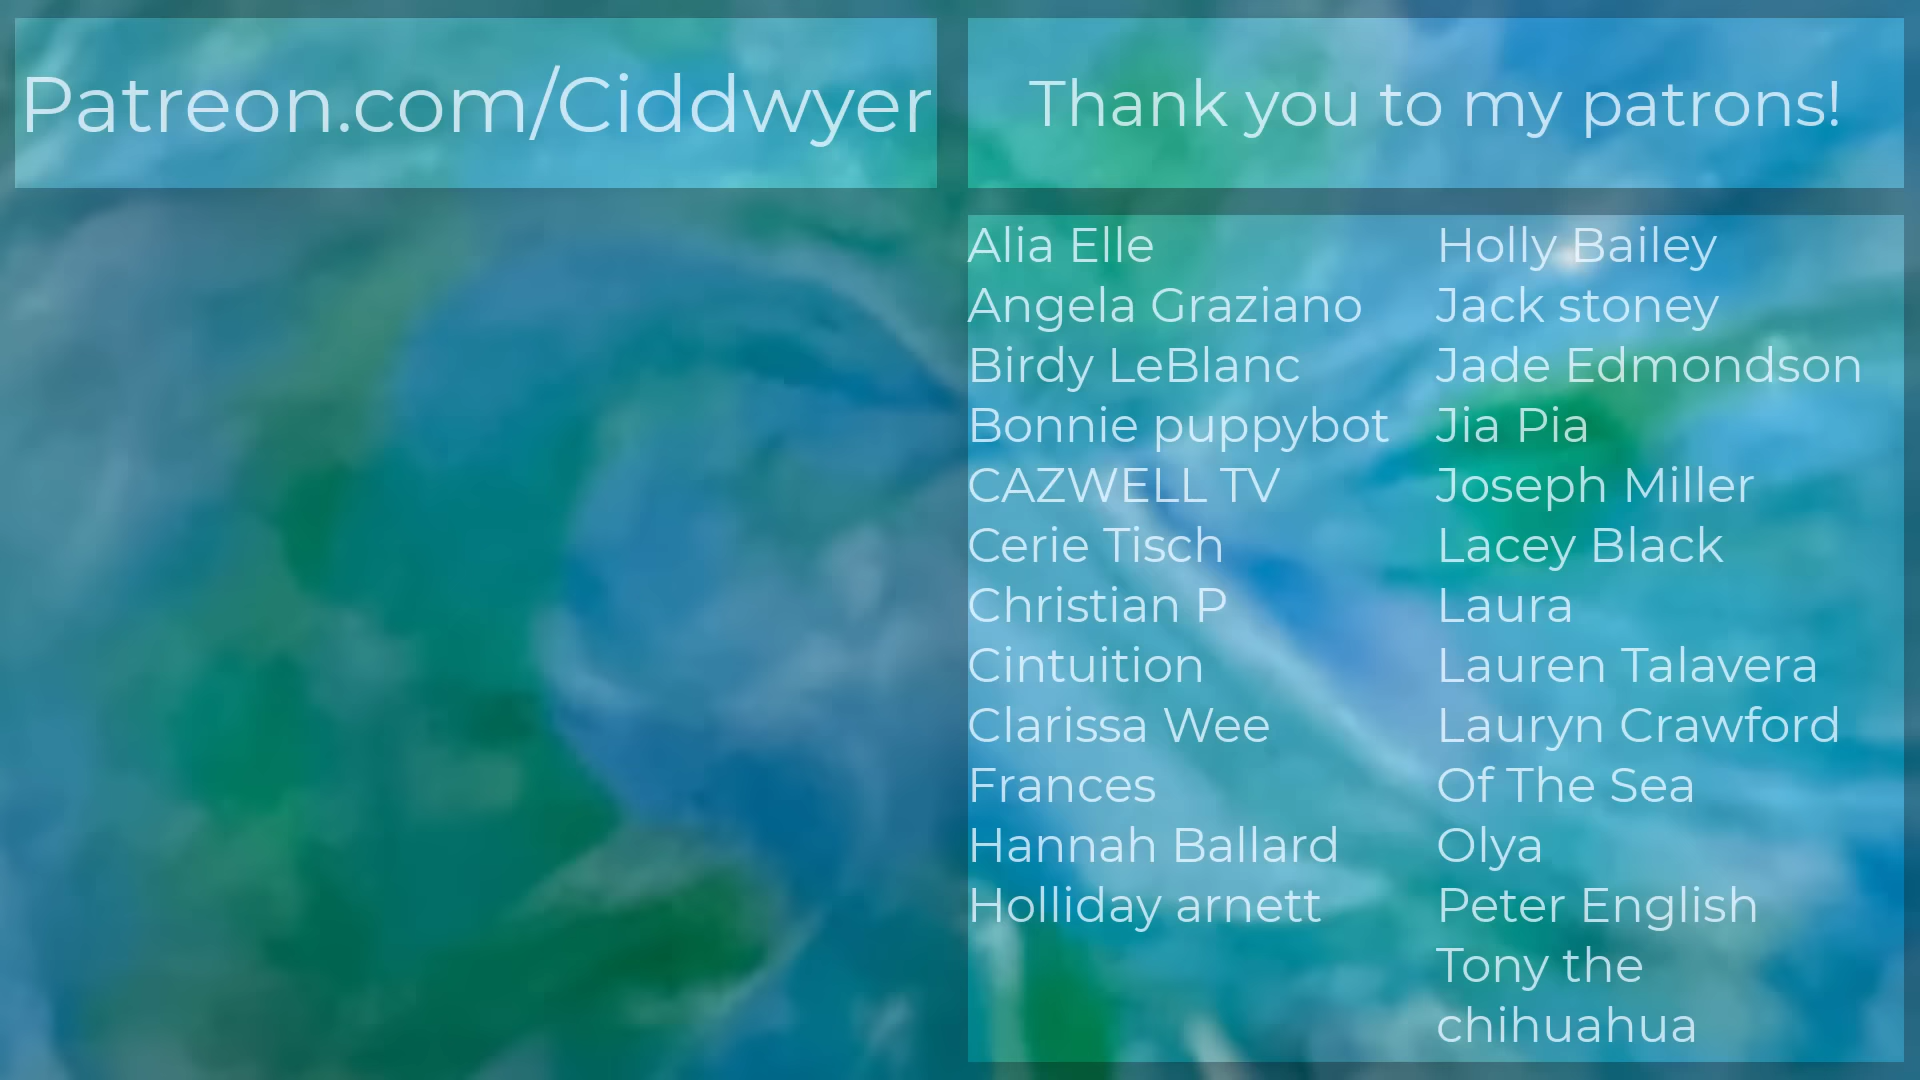 Patreon.com/Ciddwyer
Thank you to my patrons!
Alia Elle
Angela Graziano
Birdy LeBlanc
Bonnie puppybot
CAZWELL TV
Cerie Tisch
Christian P
Cintuition
Clarissa Wee
Frances
Hannah Ballard
Holliday arnett
Holly Bailey
Jack stoney
Jade Edmondson
Jia Pia
Joseph Miller
Lacey Black
Laura
Lauren Talavera
Lauryn Crawford
Of The Sea
Olya
Peter English
Tony the
chihuahua